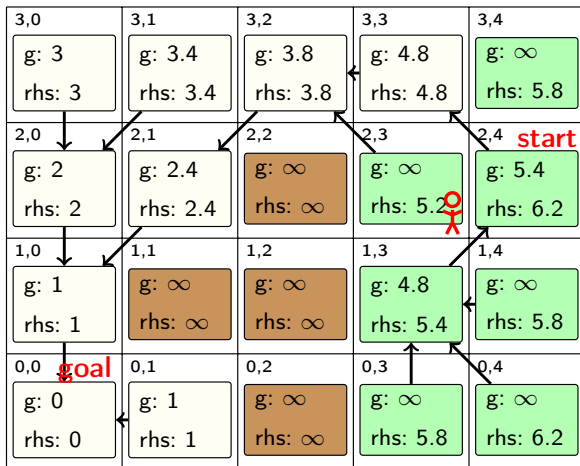 3,0 3,1 3,2 3,3 3,4
g: 3 g: 3.4 g: 3.8 g: 4.8 g: ∞
rhs: 3 rhs: 3.4 rhs: 3.8 rhs: 4.8 rhs: 5.8
2,0 2,1 2,2 2,3 2,4 start
g: 2 g: 2.4 g: ∞ g: ∞ g: 5.4
rhs: 2 rhs: 2.4 rhs: ∞ rhs: 5.2 rhs: 6.2
1,0 1,1 1,2 1,3 1,4
g: 1 g: ∞ g: ∞ g: 4.8 g: ∞
rhs: 1 rhs: ∞ rhs: ∞ rhs: 5.4 rhs: 5.8
0,0 goal 0,1 0,2 0,3 0,4
g: 0 g: 1 g: ∞ g: ∞ g: ∞
rhs: 0 rhs: 1 rhs: ∞ rhs: 5.8 rhs: 6.2